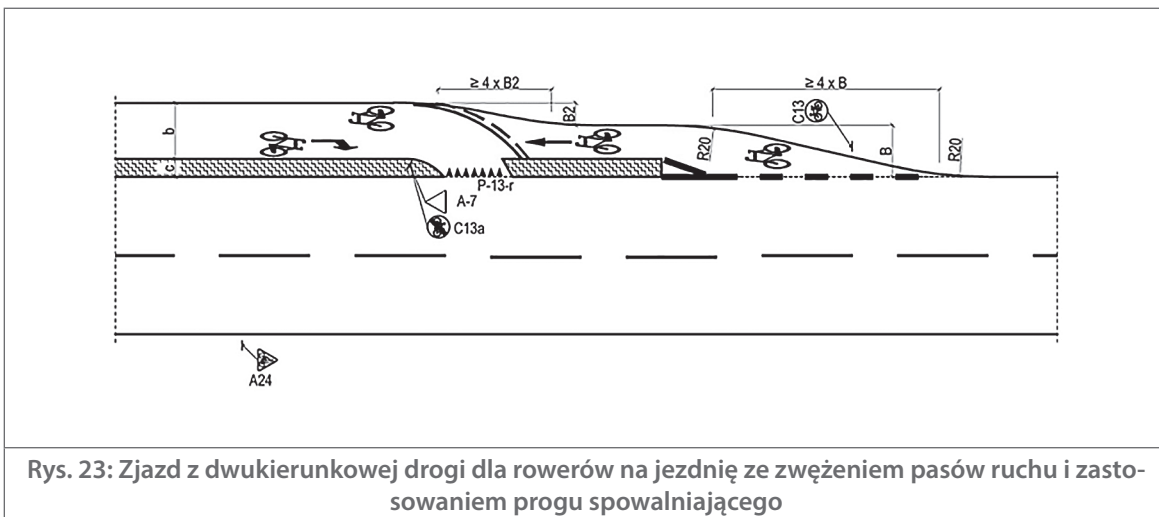 ≥ 4 x B2
≥ 4 x B
B2
C13
b
R20
B
R20
c
P-13-r
A-7
C13a
A24
Rys. 23: Zjazd z dwukierunkowej drogi dla rowerów na jezdnię ze zwężeniem pasów ruchu i zasto-
sowaniem progu spowalniającego